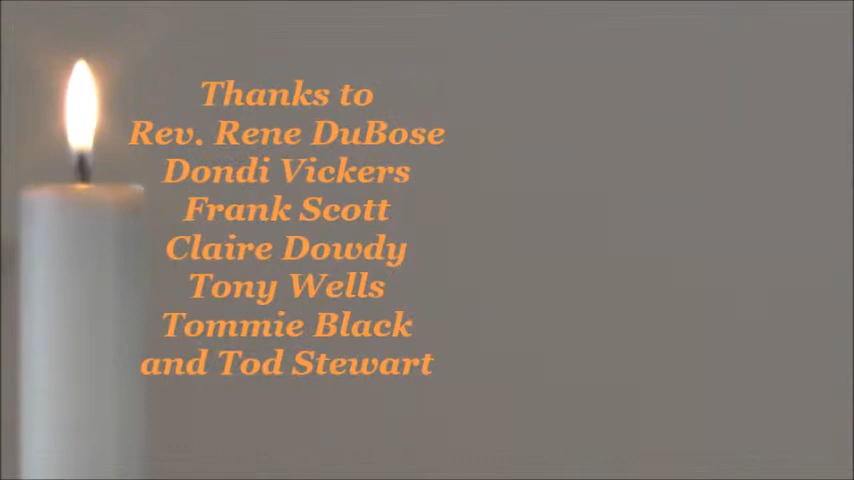 Thanks to
Rev. Rene DuBose
Dondi Vickers
Frank Scott
Claire Dowdy
Tony Wells
Tommie Black
and Tod Stewart